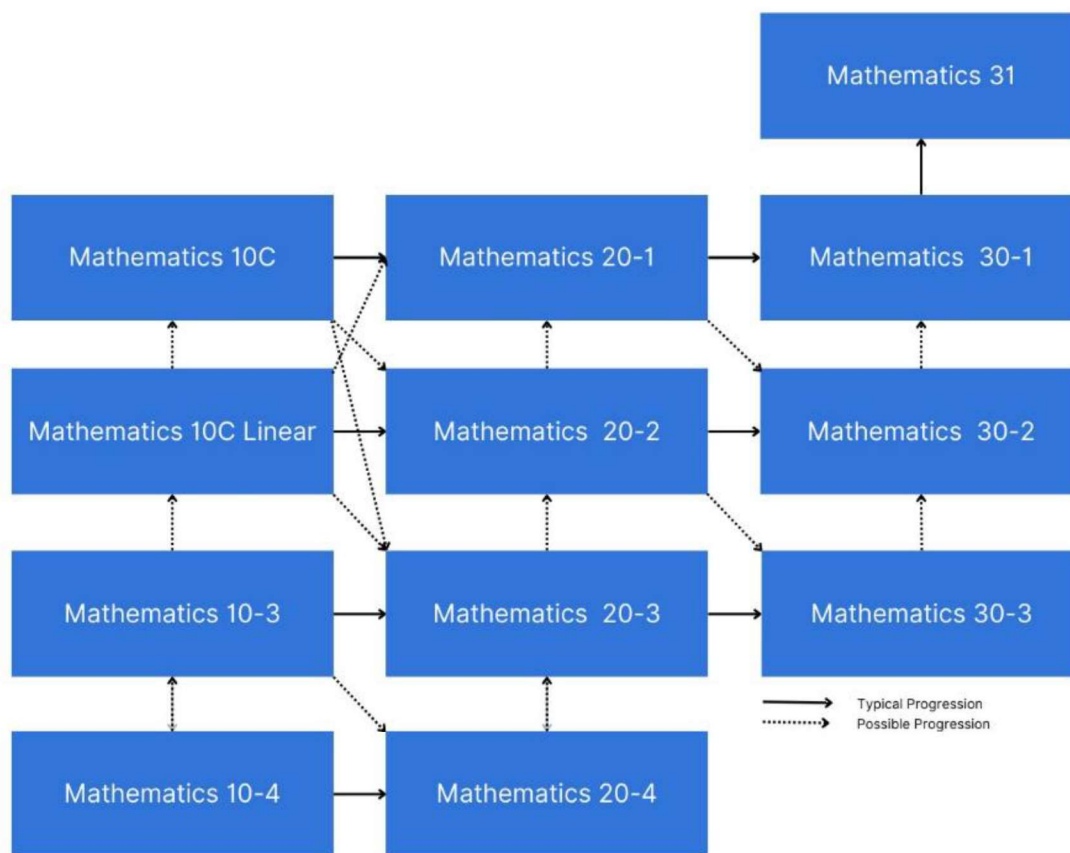 Mathematics 31
Mathematics 10C
Mathematics 20-1
Mathematics 30-1
Mathematics 10C Linear
Mathematics 20-2
Mathematics 30-2
Mathematics 10-3
Mathematics 20-3
Mathematics 30-3
Typical Progression
Possible Progression
Mathematics 10-4
Mathematics 20-4